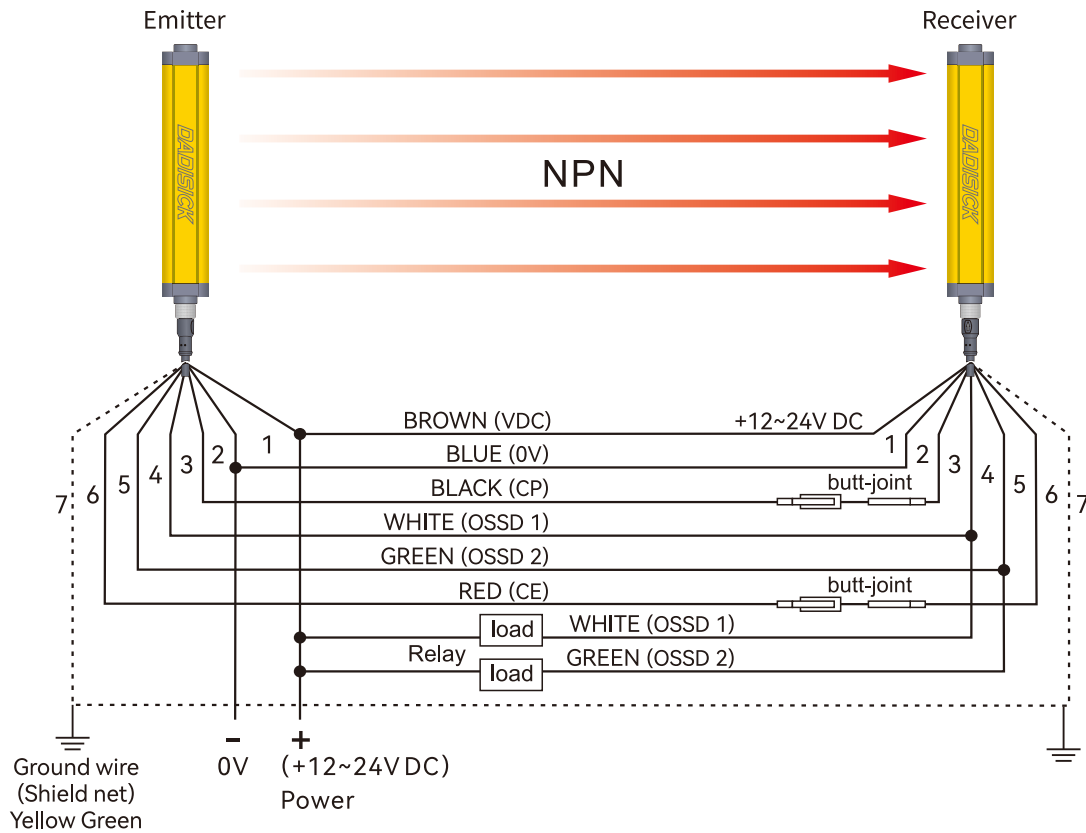 Emitter
Receiver
DADISICK
DADISICK
NPN
BROWN (VDC)
+12~24V DC
1
1
BLUE (0V)
2
2
BLACK (CP)
butt-joint
3
3
WHITE (OSSD 1)
4
4
GREEN (OSSD 2)
5
5
RED (CE)
butt-joint
6
6
7
7
load
WHITE (OSSD 1)
Relay
load
GREEN (OSSD 2)
-
+
0V
(+12~24V DC)
Power
Ground wire
(Shield net)
Yellow Green